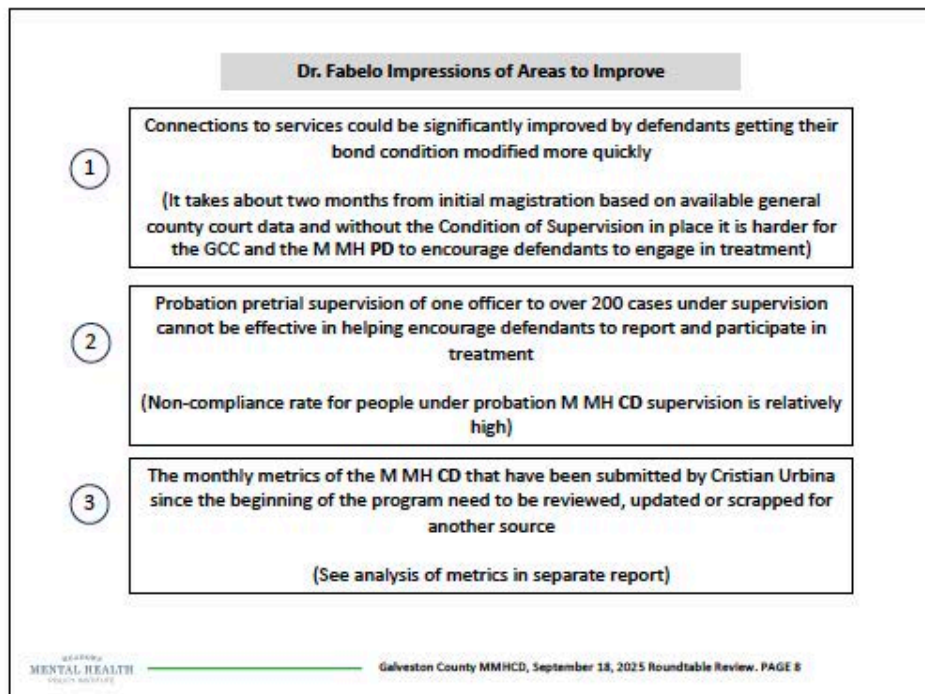 Dr. Fabelo Impressions of Areas to Improve
1
Connections to services could be significantly improved by defendants getting their
bond condition modified more quickly
(It takes about two months from initial magistration based on available general
county court data and without the Condition of Supervision in place it is harder for
the GCC and the M MH PD to encourage defendants to engage in treatment)
2
Probation pretrial supervision of one officer to over 200 cases under supervision
cannot be effective in helping encourage defendants to report and participate in
treatment
(Non-compliance rate for people under probation M MH CD supervision is relatively
high)
3
The monthly metrics of the M MH CD that have been submitted by Cristian Urbina
since the beginning of the program need to be reviewed, updated or scrapped for
another source
(See analysis of metrics in separate report)
MENTAL HEALTH
Galveston County MMHCD, September 18, 2025 Roundtable Review. PAGE 8